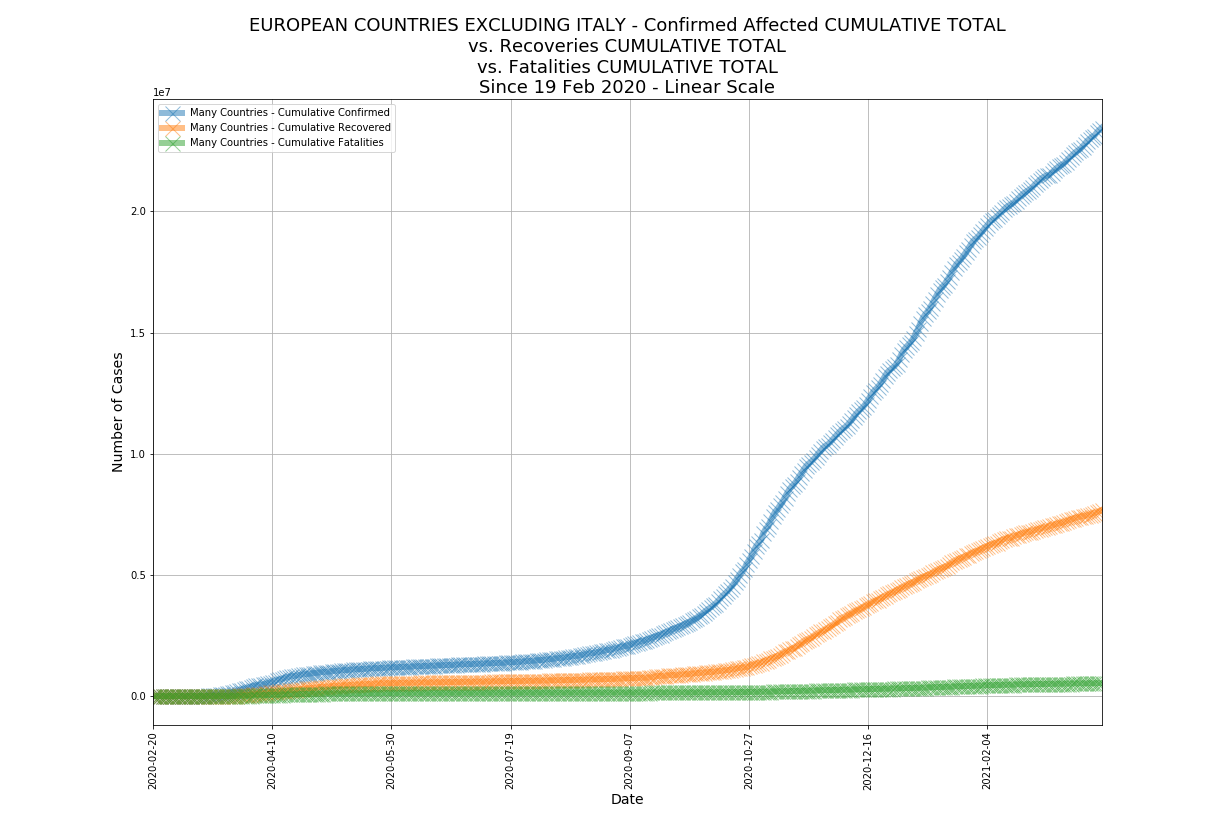 EUROPEAN COUNTRIES EXCLUDING ITALY - Confirmed Affected CUMULATIVE TOTAL
vs. Recoveries CUMULATIVE TOTAL
vs. Fatalities CUMULATIVE TOTAL
Since 19 Feb 2020 - Linear Scale
1e7
Many Countries - Cumulative Confirmed
Many Countries - Cumulative Recovered
Many Countries - Cumulative Fatalities
2.0
1.5
1.0
0.5
0.0
Number of Cases
2020-02-20
2020-04-10
2020-05-30
2020-07-19
2020-09-07
2020-10-27
2020-12-16
2021-02-04
Date